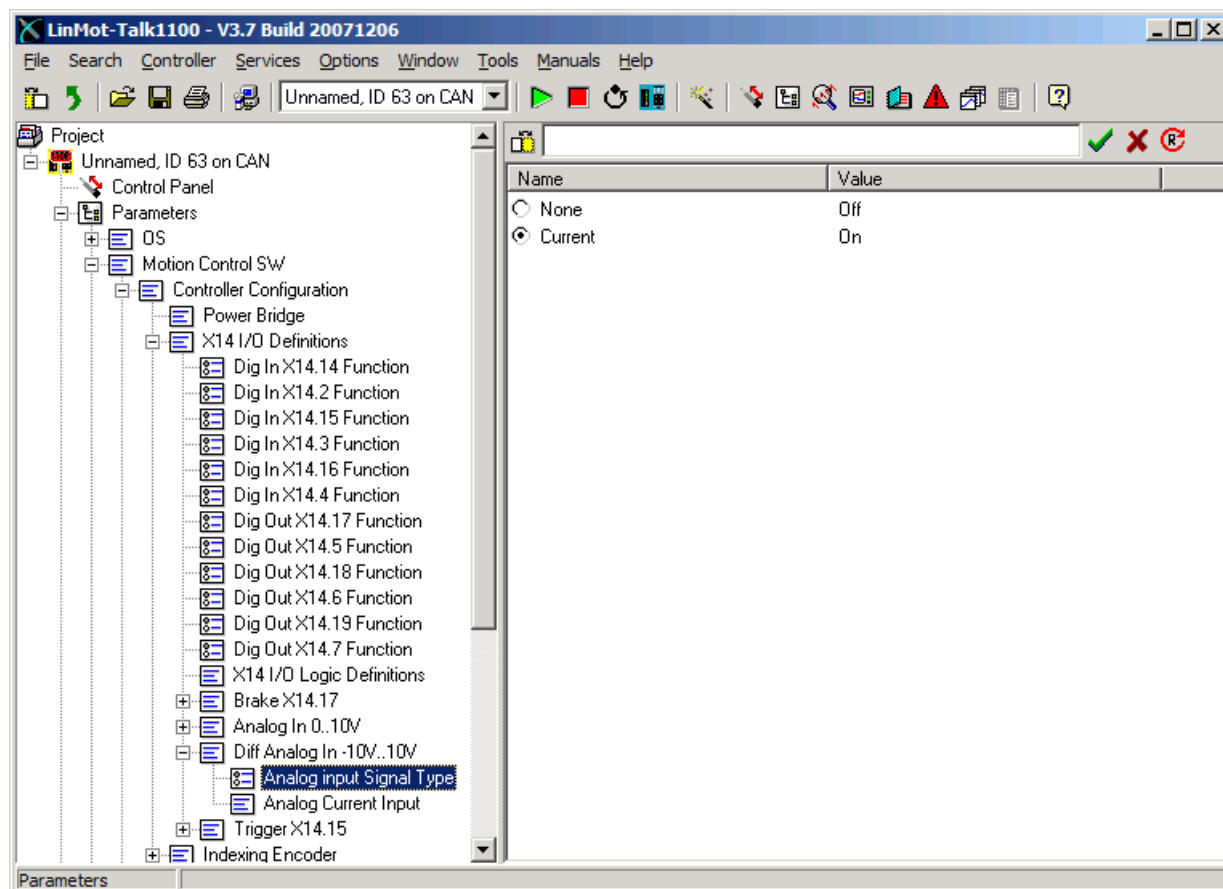 LinMot-Talk1100 - V3.7 Build 20071206
File Search Controller Services Options Window Tools Manuals Help
Unnamed, ID 63 on CAN
Project
Unnamed, ID 63 on CAN
Control Panel
Parameters
OS
Motion Control SW
Controller Configuration
Power Bridge
X14 I/O Definitions
Dig In X14.14 Function
Dig In X14.2 Function
Dig In X14.15 Function
Dig In X14.3 Function
Dig In X14.16 Function
Dig In X14.4 Function
Dig Out X14.17 Function
Dig Out X14.5 Function
Dig Out X14.18 Function
Dig Out X14.6 Function
Dig Out X14.19 Function
Dig Out X14.7 Function
X14 I/O Logic Definitions
Brake X14.17
Analog In 0..10V
Diff Analog In -10V..10V
Analog input Signal Type
Analog Current Input
Trigger X14.15
Indexing Encoder
Name Value
None Off
Current On
Parameters